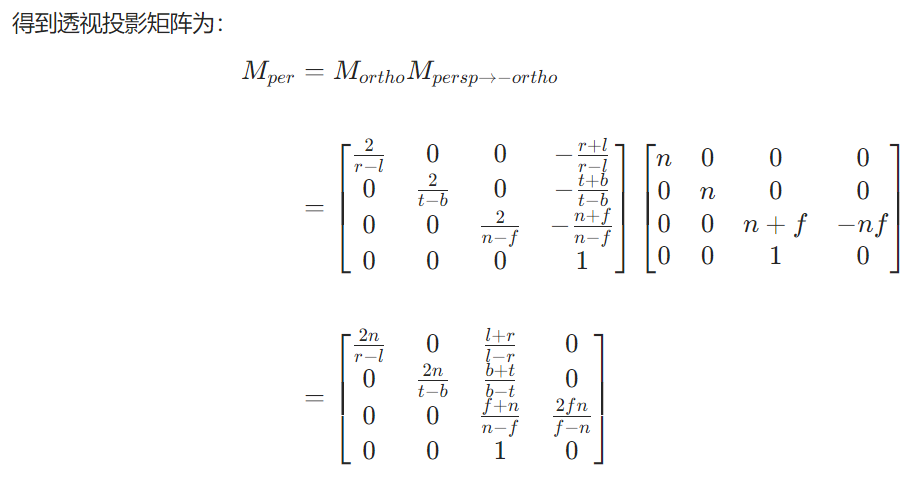 得到透视投影矩阵为：
$M_{per} = M_{ortho} M_{persp \to -ortho}$
$= \begin{bmatrix} \frac{2}{r-l} & 0 & 0 & -\frac{r+l}{r-l} \\ 0 & \frac{2}{t-b} & 0 & -\frac{t+b}{t-b} \\ 0 & 0 & \frac{2}{n-f} & -\frac{n+f}{n-f} \\ 0 & 0 & 0 & 1 \end{bmatrix} \begin{bmatrix} n & 0 & 0 & 0 \\ 0 & n & 0 & 0 \\ 0 & 0 & n+f & -nf \\ 0 & 0 & 1 & 0 \end{bmatrix}$
$= \begin{bmatrix} \frac{2n}{r-l} & 0 & \frac{l+r}{l-r} & 0 \\ 0 & \frac{2n}{t-b} & \frac{b+t}{b-t} & 0 \\ 0 & 0 & \frac{f+n}{n-f} & \frac{2fn}{f-n} \\ 0 & 0 & 1 & 0 \end{bmatrix}$